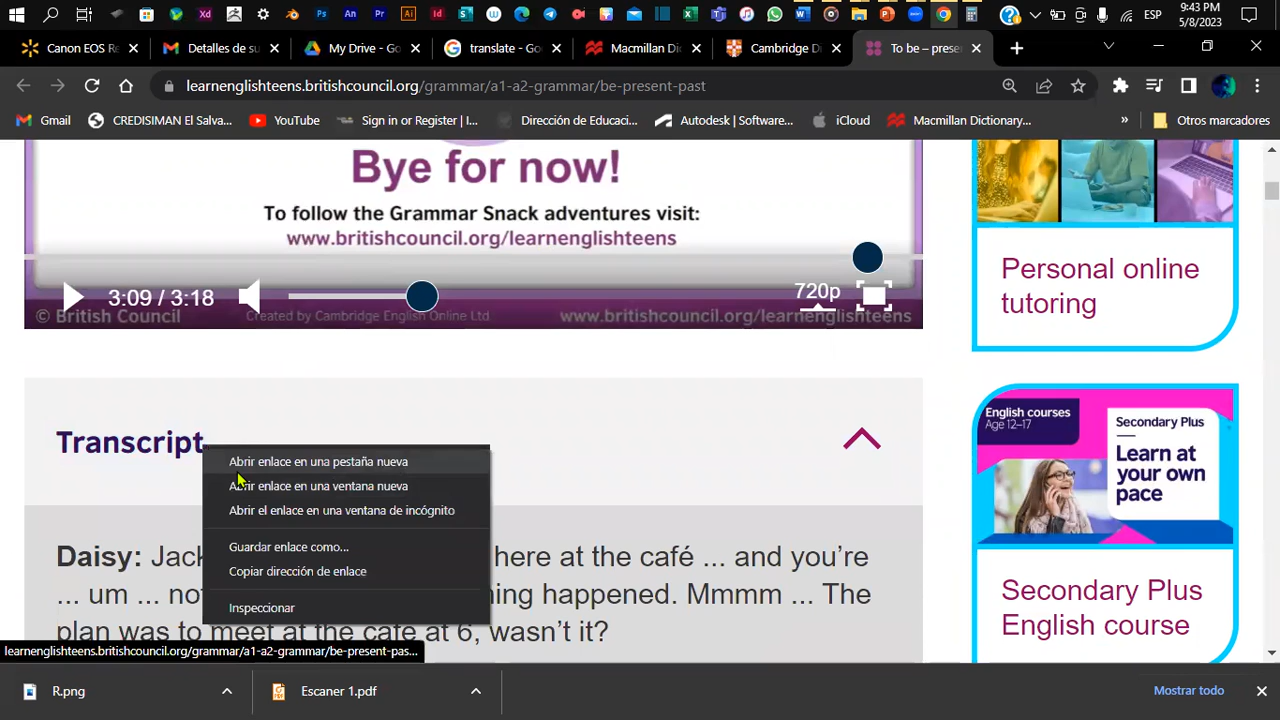 9:43 PM
ESP
5/8/2023
Canon EOS Re
Detalles de su
My Drive - Go
translate - Go
Macmillan Dic
Cambridge D
To be – prese
learnenglishteens.britishcouncil.org/grammar/a1-a2-grammar/be-present-past
Gmail
CREDISIMAN El Salva...
YouTube
Sign in or Register | I...
Dirección de Educaci...
Autodesk | Software...
iCloud
Macmillan Dictionary...
»
Otros marcadores
Bye for now!
To follow the Grammar Snack adventures visit:
www.britishcouncil.org/learnenglishteens
3:09 / 3:18
720p
© British Council
Created by Cambridge English Online Ltd.
www.britishcouncil.org/learnenglishteens
Personal online
tutoring
Transcript
Abrir enlace en una pestaña nueva
Abrir enlace en una ventana nueva
Abrir el enlace en una ventana de incógnito
Guardar enlace como...
Copiar dirección de enlace
Inspeccionar
Daisy: Jack
here at the café ... and you're
... um ... not
ning happened. Mmmm ... The
plan was to meet at the café at 6, wasn't it?
English courses
Age 12–17
Secondary Plus
Learn at
your own
pace
Secondary Plus
English course
learnenglishteens.britishcouncil.org/grammar/a1-a2-grammar/be-present-pas...
R.png
Escaner 1.pdf
Mostrar todo